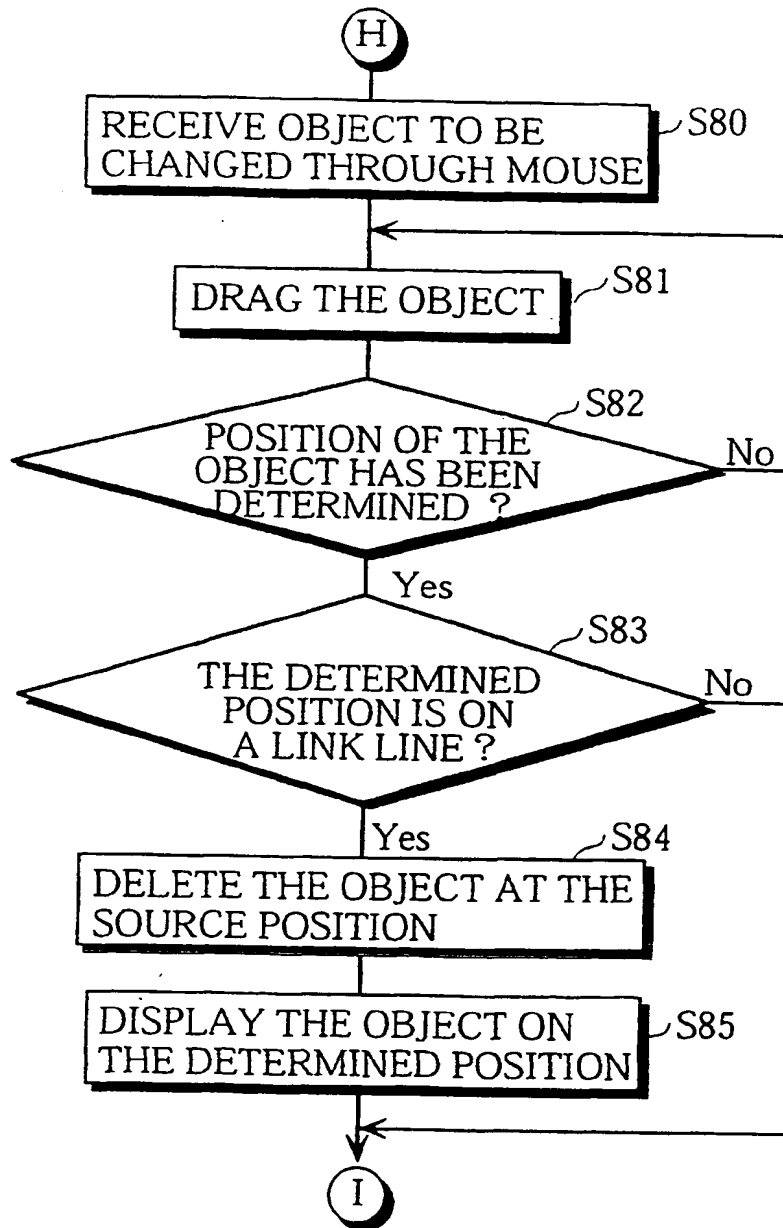 H
RECEIVE OBJECT TO BE
CHANGED THROUGH MOUSE
S80
DRAG THE OBJECT
S81
S82
POSITION OF THE
OBJECT HAS BEEN
DETERMINED ?
No
Yes
S83
THE DETERMINED
POSITION IS ON
A LINK LINE ?
No
Yes
S84
DELETE THE OBJECT AT THE
SOURCE POSITION
DISPLAY THE OBJECT ON
THE DETERMINED POSITION
S85
I